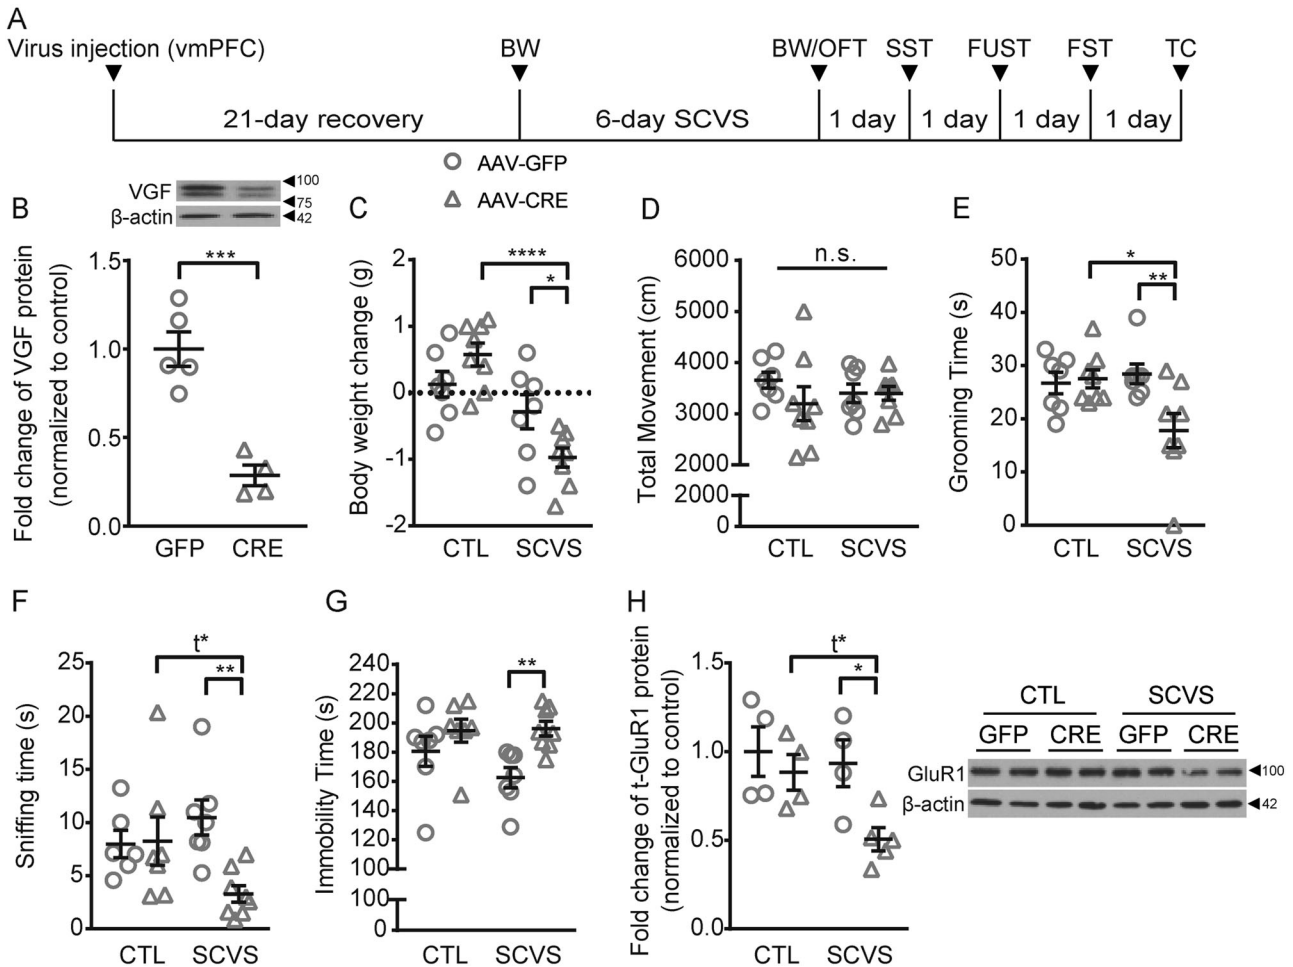 A
Virus injection (vmPFC)
BW
BW/OFT
SST
FUST
FST
TC
21-day recovery
6-day SCVS
1 day
1 day
1 day
1 day
AAV-GFP
AAV-CRE
B
VGF
β-actin
100
75
42
***
Fold change of VGF protein
(normalized to control)
1.5
1.0
0.5
0.0
GFP
CRE
C
****
*
Body weight change (g)
2
1
0
-1
-2
CTL
SCVS
D
n.s.
Total Movement (cm)
6000
5000
4000
3000
2000
2000
0
CTL
SCVS
E
*
**
Grooming Time (s)
50
40
30
20
10
0
CTL
SCVS
F
t*
**
Sniffing time (s)
25
20
15
10
5
0
CTL
SCVS
G
**
Immobility Time (s)
240
220
200
180
160
140
120
100
100
0
CTL
SCVS
H
t*
*
Fold change of t-GluR1 protein
(normalized to control)
1.5
1.0
0.5
0.0
CTL
SCVS
CTL
SCVS
GFP
CRE
GFP
CRE
GluR1
100
β-actin
42